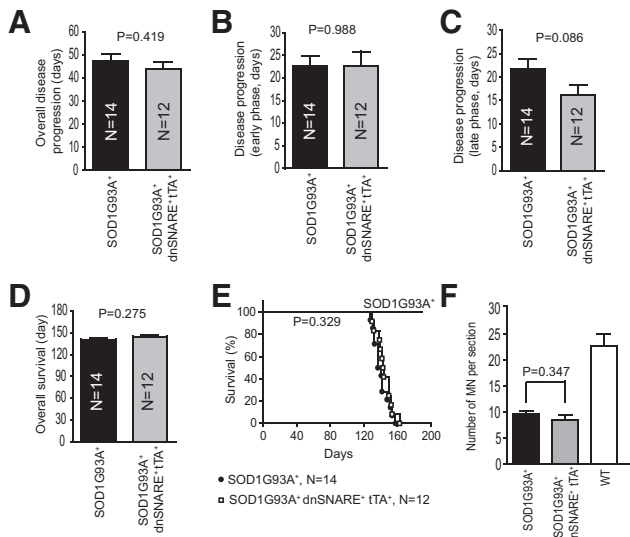 A
P=0.419
Overall disease
progression (days)
60
50
40
30
20
10
0
N=14
N=12
SOD1G93A⁺
SOD1G93A⁺
dnSNARE⁺tTA⁺
B
P=0.988
Disease progression
(early phase, days)
30
25
20
15
10
5
0
N=14
N=12
SOD1G93A⁺
SOD1G93A⁺
dnSNARE⁺tTA⁺
C
P=0.086
Disease progression
(late phase, days)
30
25
20
15
10
5
0
N=14
N=12
SOD1G93A⁺
SOD1G93A⁺
dnSNARE⁺tTA⁺
D
P=0.275
Overall survival (day)
180
150
120
90
60
30
0
N=14
N=12
SOD1G93A⁺
SOD1G93A⁺
dnSNARE⁺tTA⁺
E
SOD1G93A⁺
P=0.329
Survival (%)
100
80
60
40
20
0
0 40 80 120 160 200
Days
SOD1G93A⁺, N=14
SOD1G93A⁺dnSNARE⁺ tTA⁺, N=12
F
P=0.347
Number of MN per section
30
25
20
15
10
5
0
SOD1G93A⁺
SOD1G93A⁺
nSNARE⁺ tTA⁺
WT